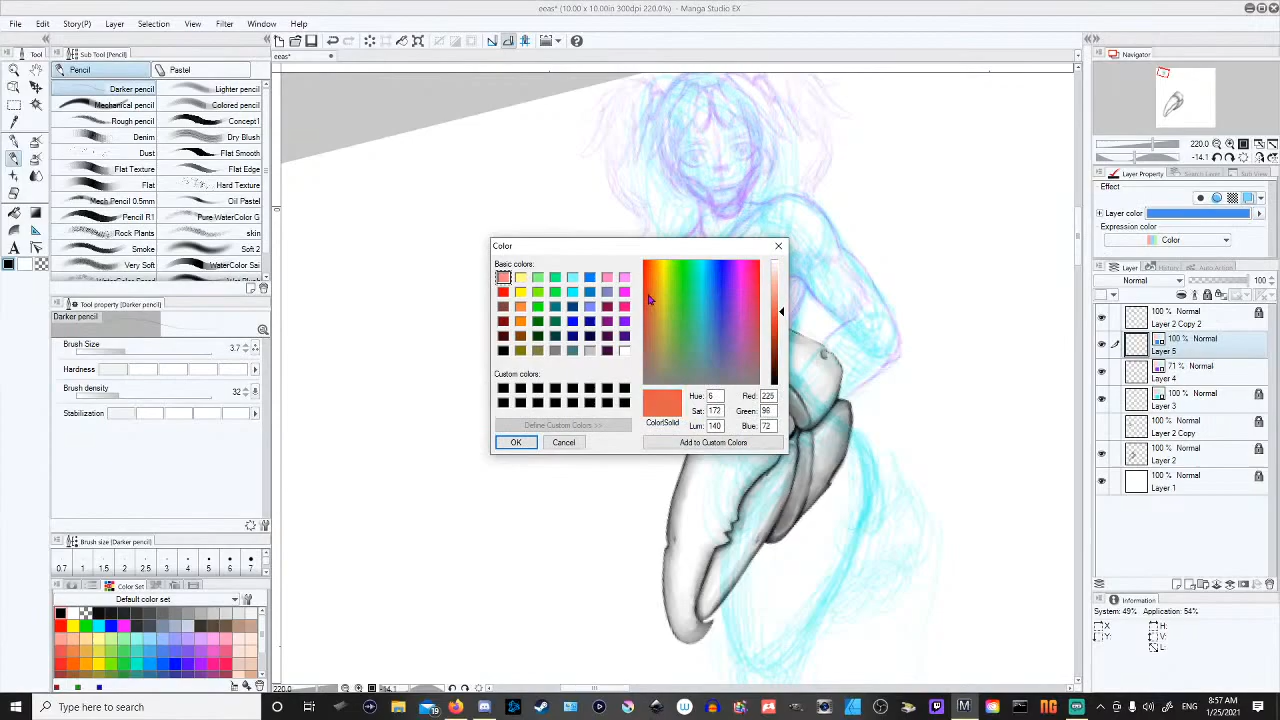 eeas* (10.00 x 10.00in 300dpi 220.0%) - Manga Studio EX
File Edit Story(P) Layer Selection View Filter Window Help
Tool
Sub Tool [Pencil]
eeas*
Navigator
Pencil Pastel
Darker pencil Lighter pencil
Mechanical pencil Colored pencil
Rough pencil Concept1
Denim Dry Blush
Dust Flat Smooth
Flat Texture Flat Edge
Flat Hard Texture
Mech Pencil 0.5mm Oil Pastel
Pencil R1 Pure WaterColor G
Rock Plants skin
Smoke Soft 2
Very Soft WaterColor Sai
Tool property [Darker pencil]
Darker pencil
Brush Size 3.7
Hardness
Brush density 32
Stabilization
Brush size [Darker pencil]
0.7 1 1.5 2 2.5 3
Color Set
Default color set
Color
Basic colors:
Custom colors:
Define Custom Colors >>
OK Cancel
Color|Solid
Hue: 6 Red: 225
Sat: 172 Green: 96
Lum: 140 Blue: 72
Add to Custom Colors
220.0
-14.1
Layer Property
Effect
Layer color
Expression color
Color
Layer
Normal 100
100 % Normal
Layer 2 Copy 2
100 % Normal
Layer 5
71 % Normal
Layer 4
100 % Normal
Layer 3
100 % Normal
Layer 2 Copy
100 % Normal
Layer 2
100 % Normal
Layer 1
Information
System: 49% Application: 54%
X H:
Y: V:
L:
220.0 -14.1
Type here to search
19
8:57 AM
1/25/2021